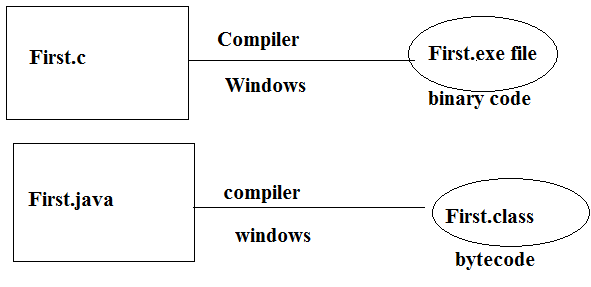 First.c
Compiler
Windows
First.exe file
binary code
First.java
compiler
windows
First.class
bytecode